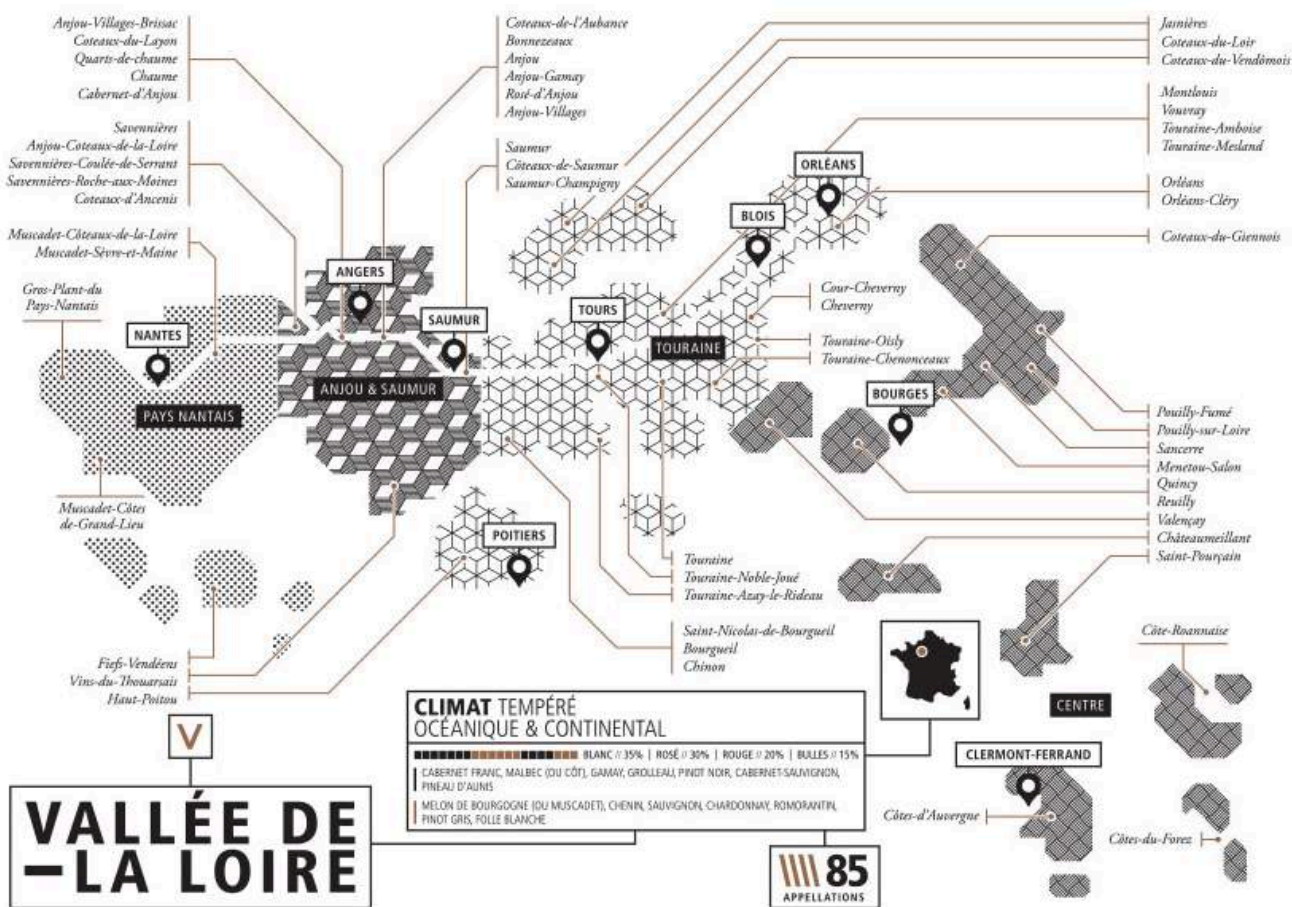 Anjou-Villages-Brissac
Coteaux-du-Layon
Quarts-de-chaume
Chaume
Cabernet-d'Anjou
Coteaux-de-l'Aubance
Bonnezeaux
Anjou
Anjou-Gamay
Rosé-d'Anjou
Anjou-Villages
Jasnières
Coteaux-du-Loir
Coteaux-du-Vendômois
Montlouis
Vouvray
Touraine-Amboise
Touraine-Mesland
Savennières
Anjou-Coteaux-de-la-Loire
Savennières-Coulée-de-Serrant
Savennières-Roche-aux-Moines
Coteaux-d'Ancenis
Saumur
Côteaux-de-Saumur
Saumur-Champigny
ORLÉANS
Orléans
Orléans-Cléry
BLOIS
Muscadet-Côteaux-de-la-Loire
Muscadet-Sèvre-et-Maine
Coteaux-du-Giennois
ANGERS
Gros-Plant-du
Pays-Nantais
Cour-Cheverny
Cheverny
NANTES
SAUMUR
TOURS
TOURAINE
Touraine-Oisly
Touraine-Chenonceaux
ANJOU & SAUMUR
PAYS NANTAIS
BOURGES
Pouilly-Fumé
Pouilly-sur-Loire
Sancerre
Menetou-Salon
Quincy
Reuilly
Valençay
Châteaumeillant
Saint-Pourçain
Muscadet-Côtes
de-Grand-Lieu
POITIERS
Touraine
Touraine-Noble-Joué
Touraine-Azay-le-Rideau
Saint-Nicolas-de-Bourgueil
Bourgueil
Chinon
Côte-Roannaise
Fiefs-Vendéens
Vins-du-Thouarsais
Haut-Poitou
CENTRE
V
VALLÉE DE
LA LOIRE
CLIMAT TEMPÉRÉ
OCÉANIQUE & CONTINENTAL
BLANC // 35% | ROSÉ // 30% | ROUGE // 20% | BULLES // 15%
CABERNET FRANC, MALBEC (OU CÔT), GAMAY, GROLLEAU, PINOT NOIR, CABERNET-SAUVIGNON,
PINEAU D'AUNIS
MELON DE BOURGOGNE (OU MUSCADET), CHENIN, SAUVIGNON, CHARDONNAY, ROMORANTIN,
PINOT GRIS, FOLLE BLANCHE
CLERMONT-FERRAND
Côtes-d'Auvergne
Côtes-du-Forez
85
APPELLATIONS